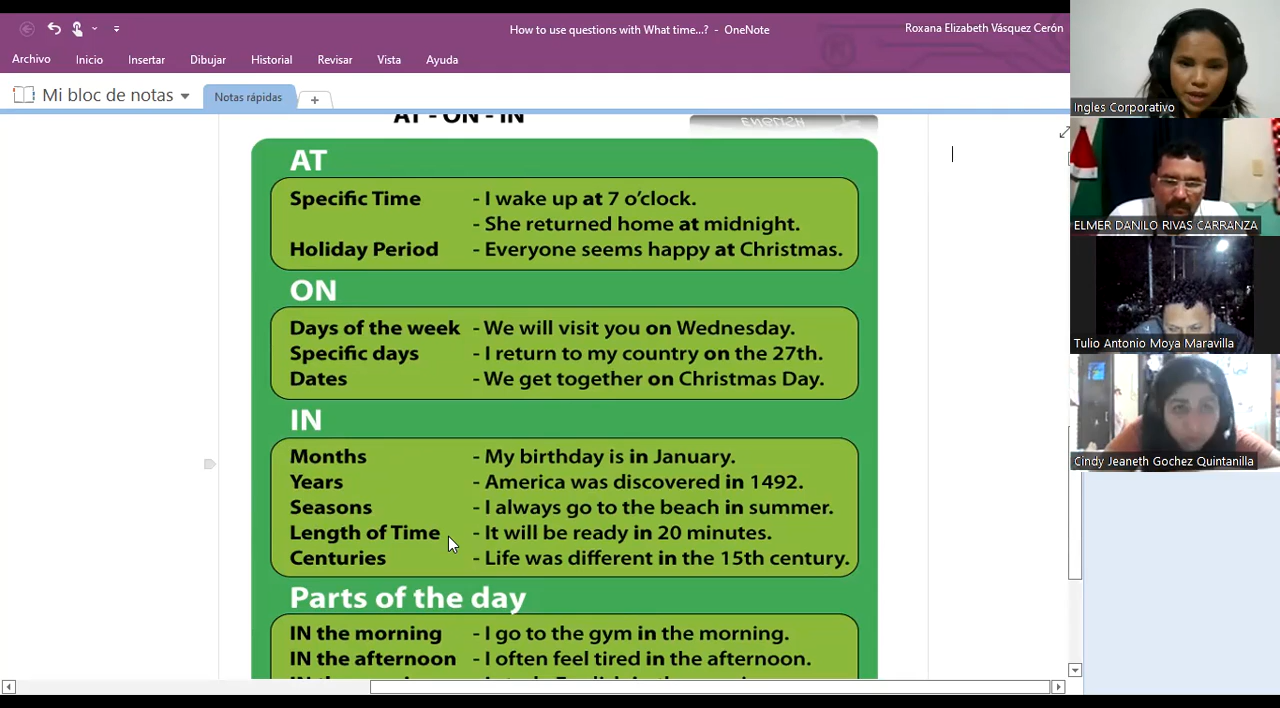 How to use questions with What time...? - OneNote
Roxana Elizabeth Vásquez Cerón
Archivo Inicio Insertar Dibujar Historial Revisar Vista Ayuda
Mi bloc de notas
Notas rápidas
AT - ON - IN
ENGLISH
AT
Specific Time - I wake up at 7 o'clock.
- She returned home at midnight.
Holiday Period - Everyone seems happy at Christmas.
ON
Days of the week - We will visit you on Wednesday.
Specific days - I return to my country on the 27th.
Dates - We get together on Christmas Day.
IN
Months - My birthday is in January.
Years - America was discovered in 1492.
Seasons - I always go to the beach in summer.
Length of Time - It will be ready in 20 minutes.
Centuries - Life was different in the 15th century.
Parts of the day
IN the morning - I go to the gym in the morning.
IN the afternoon - I often feel tired in the afternoon.
Ingles Corporativo
ELMER DANILO RIVAS CARRANZA
Tulio Antonio Moya Maravilla
Cindy Jeaneth Gochez Quintanilla